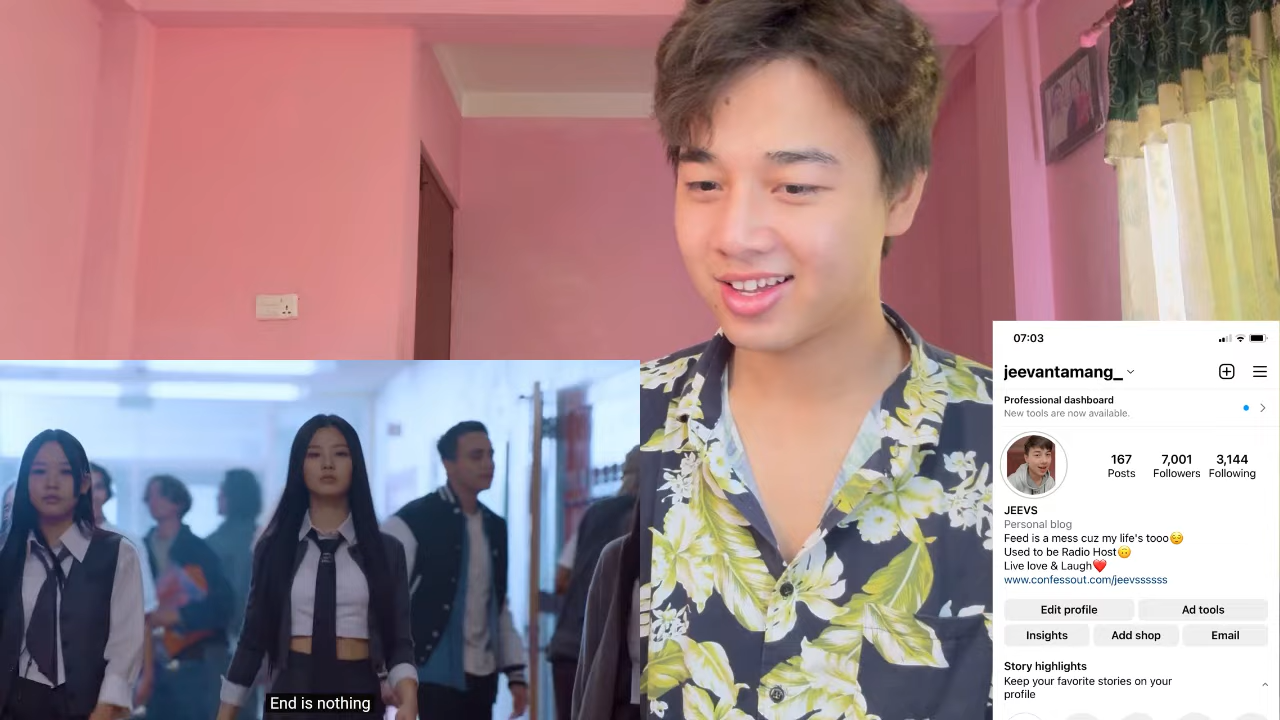 End is nothing
07:03
jeevantamang_
Professional dashboard
New tools are now available.
167 7,001 3,144
Posts Followers Following
JEEVS
Personal blog
Feed is a mess cuz my life's tooo😌
Used to be Radio Host🙃
Live love & Laugh❤️
www.confessout.com/jeevssssss
Edit profile Ad tools
Insights Add shop Email
Story highlights
Keep your favorite stories on your
profile